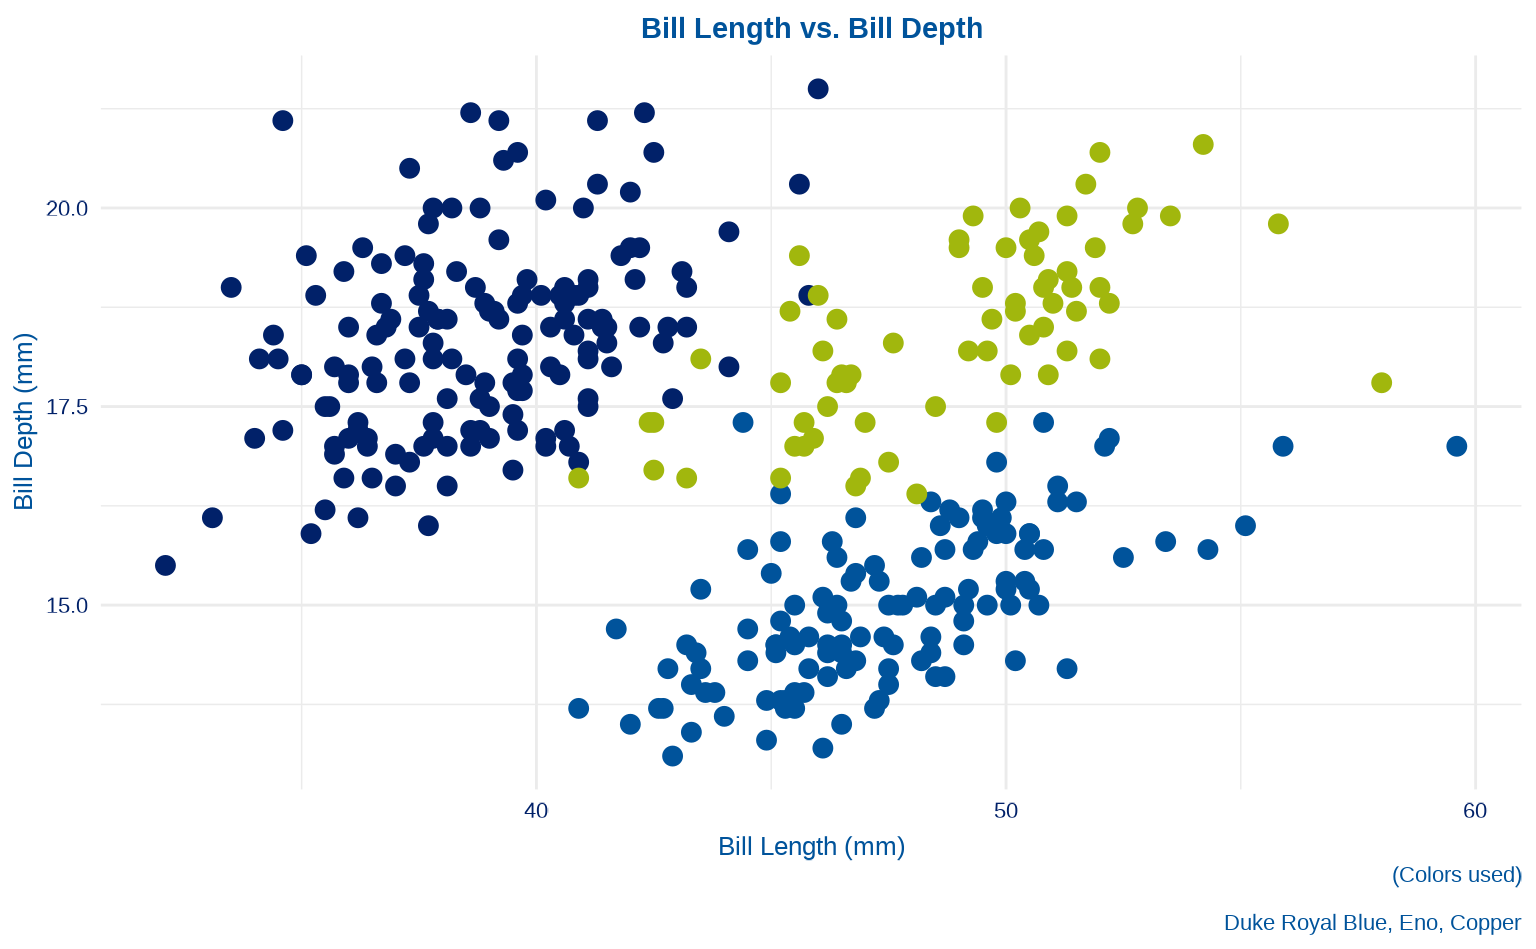 Bill Length vs. Bill Depth
Bill Depth (mm)
20.0
17.5
15.0
40 50 60
Bill Length (mm)
(Colors used)
Duke Royal Blue, Eno, Copper